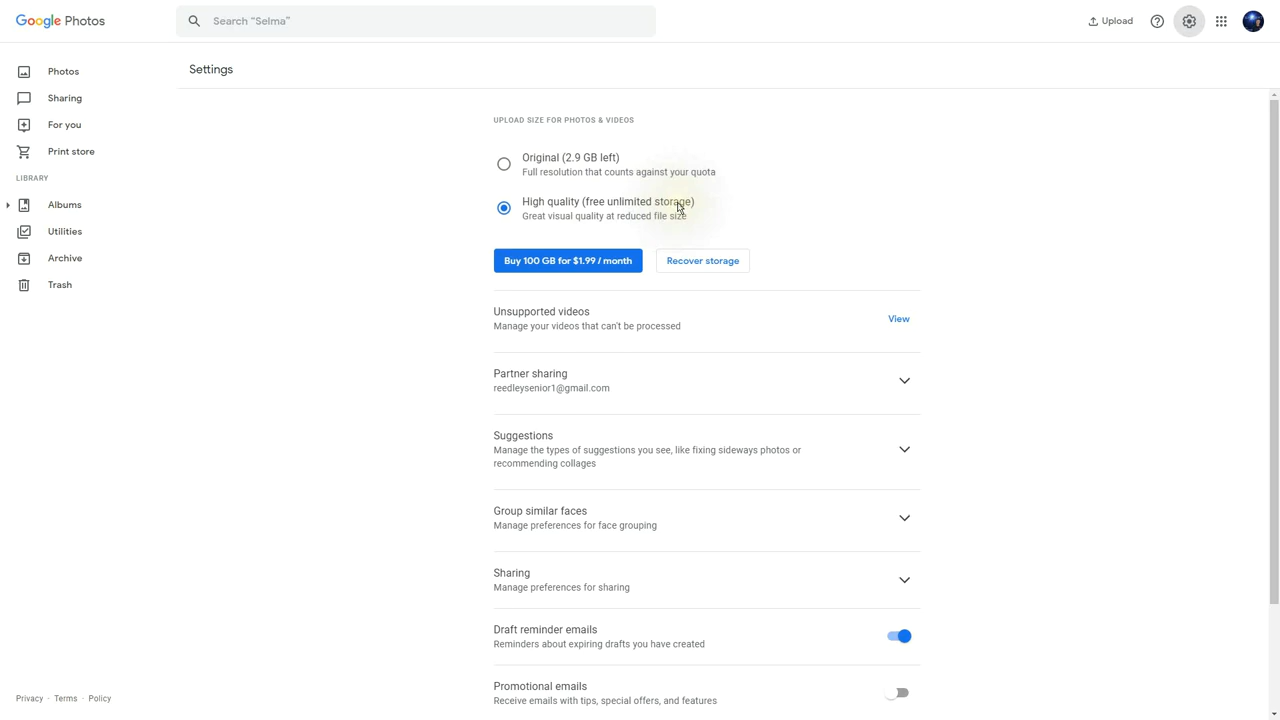 Google Photos
Search "Selma"
Upload
Photos
Sharing
For you
Print store
LIBRARY
Albums
Utilities
Archive
Trash
Privacy · Terms · Policy
Settings
UPLOAD SIZE FOR PHOTOS & VIDEOS
Original (2.9 GB left)
Full resolution that counts against your quota
High quality (free unlimited storage)
Great visual quality at reduced file size
Buy 100 GB for $1.99 / month
Recover storage
Unsupported videos
Manage your videos that can't be processed
View
Partner sharing
reedleysenior1@gmail.com
Suggestions
Manage the types of suggestions you see, like fixing sideways photos or
recommending collages
Group similar faces
Manage preferences for face grouping
Sharing
Manage preferences for sharing
Draft reminder emails
Reminders about expiring drafts you have created
Promotional emails
Receive emails with tips, special offers, and features